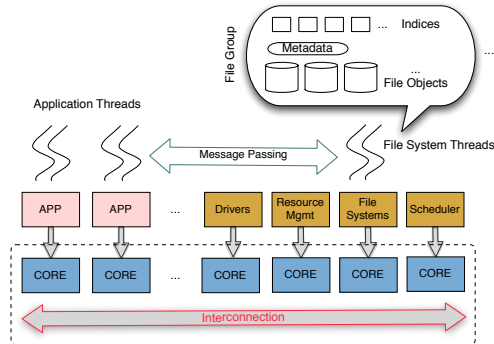 File Group
... Indices
Metadata
...
File Objects
...
Application Threads
File System Threads
Message Passing
APP
APP
...
Drivers
Resource
Mgmt
File
Systems
Scheduler
CORE
CORE
...
CORE
CORE
CORE
CORE
Interconnection